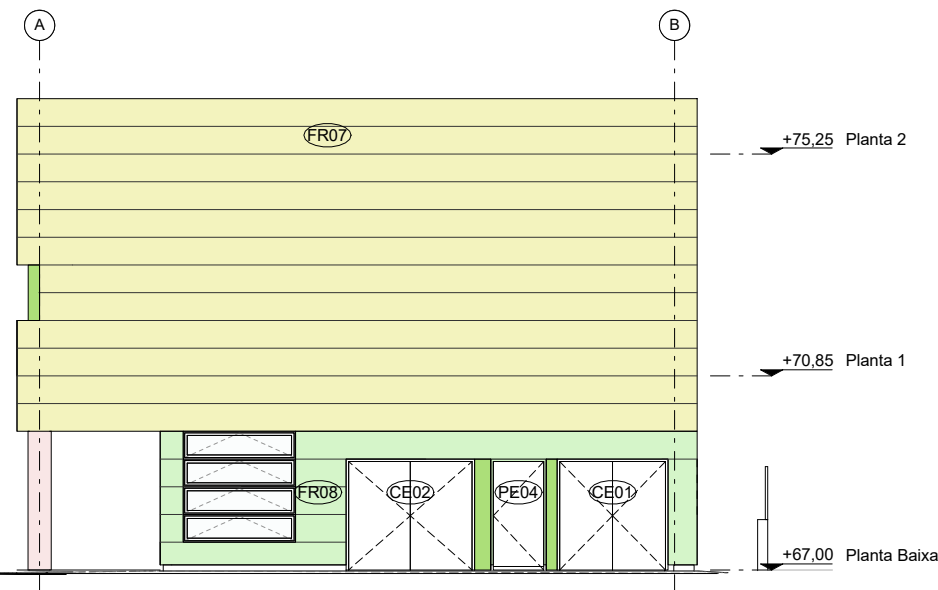 A
B
FR07
+75,25 Planta 2
+70,85 Planta 1
FR08
CE02
PE04
CE01
+67,00 Planta Baixa